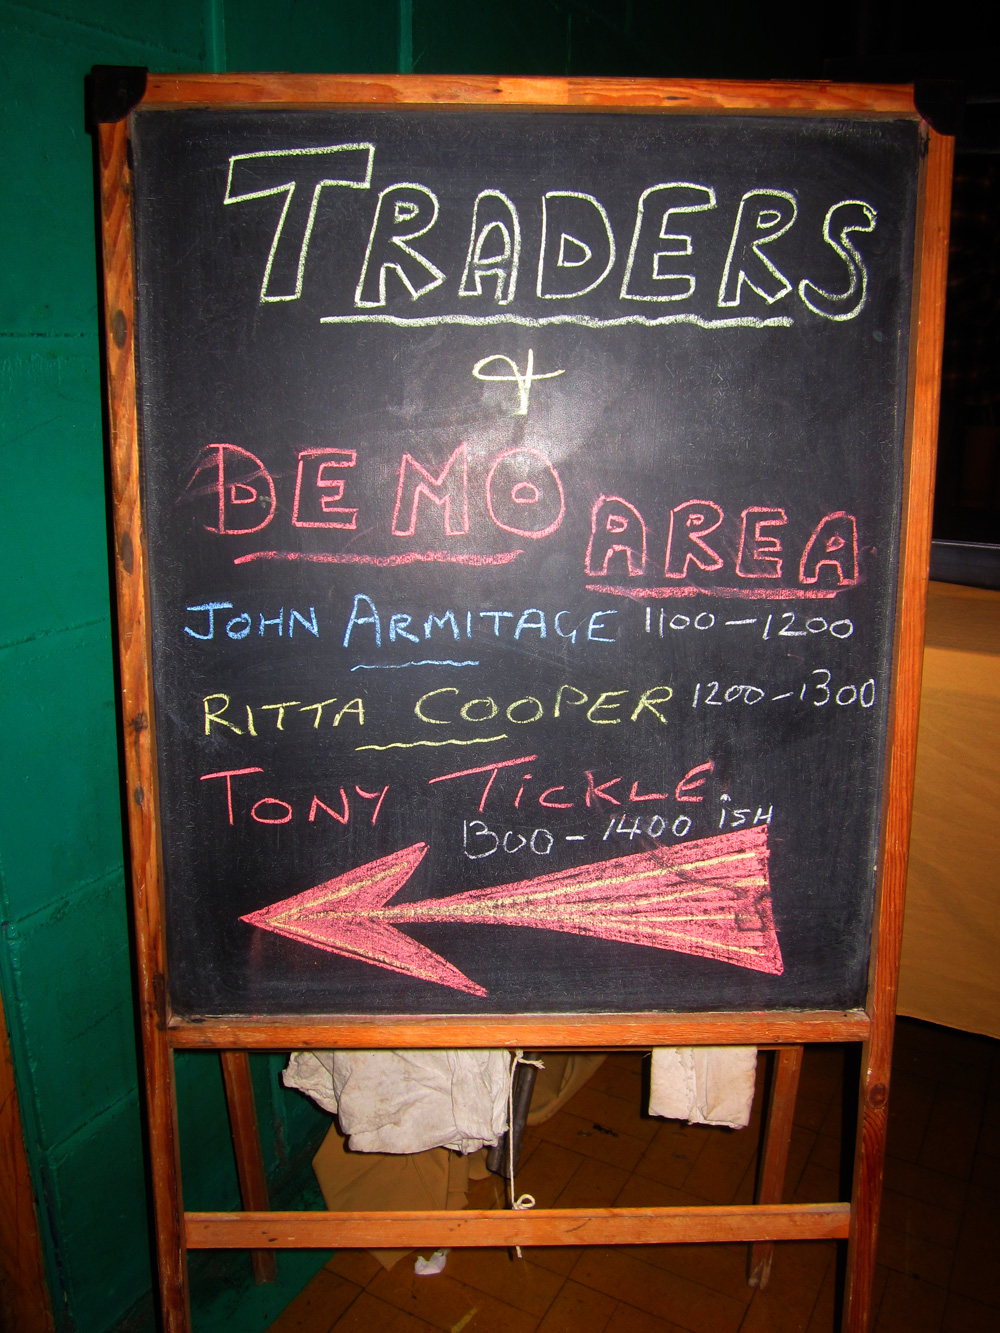 TRADERS
&
DEMO AREA
JOHN ARMITAGE 1100-1200
RITTA COOPER 1200-1300
TONY TICKLE
1300-1400 ISH